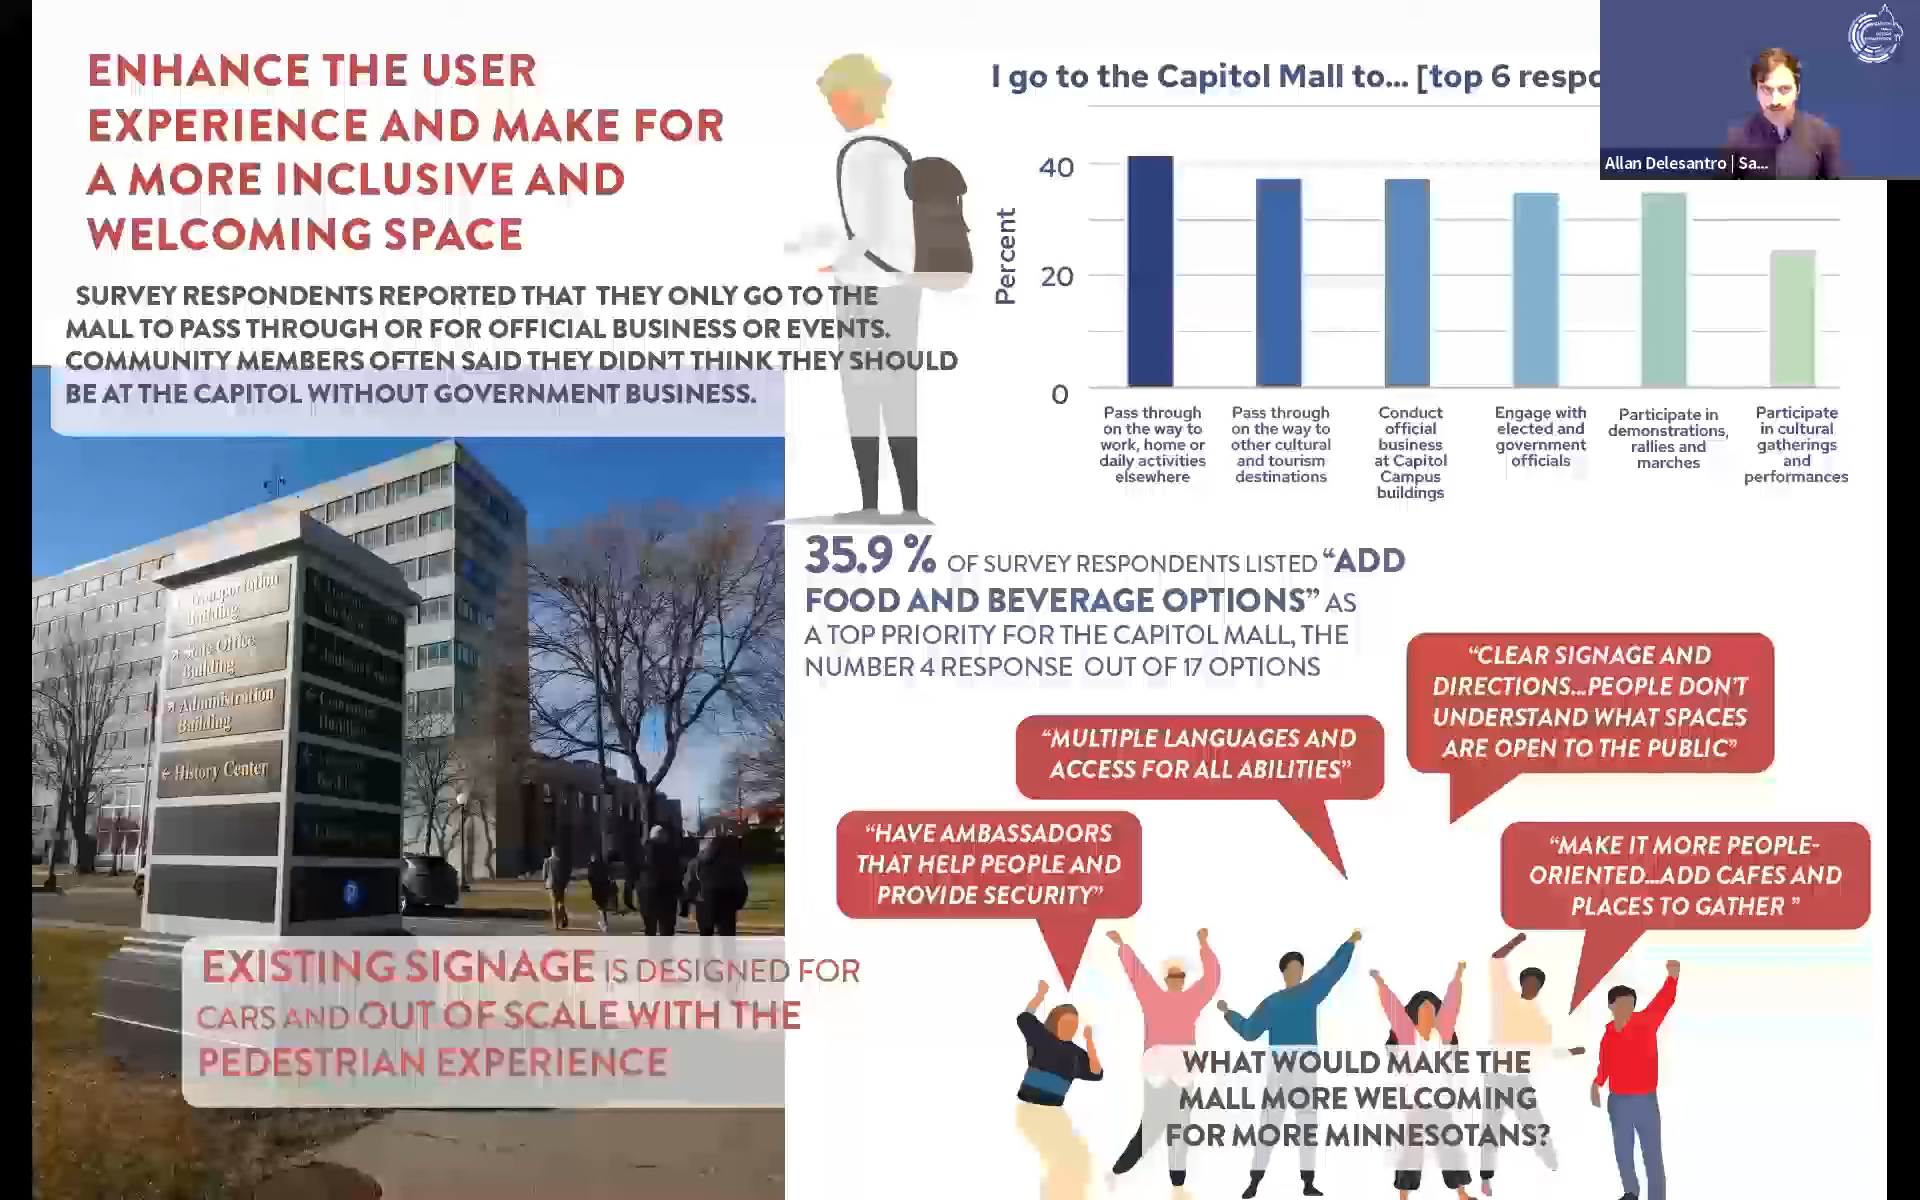 ENHANCE THE USER
EXPERIENCE AND MAKE FOR
A MORE INCLUSIVE AND
WELCOMING SPACE
SURVEY RESPONDENTS REPORTED THAT THEY ONLY GO TO THE
MALL TO PASS THROUGH OR FOR OFFICIAL BUSINESS OR EVENTS.
COMMUNITY MEMBERS OFTEN SAID THEY DIDN'T THINK THEY SHOULD
BE AT THE CAPITOL WITHOUT GOVERNMENT BUSINESS.
Transportation
Building
State Office
Building
Administration
Building
← History Center
P
EXISTING SIGNAGE IS DESIGNED FOR
CARS AND OUT OF SCALE WITH THE
PEDESTRIAN EXPERIENCE
I go to the Capitol Mall to... [top 6 respo
Percent
40
20
0
Pass through
on the way to
work, home or
daily activities
elsewhere
Pass through
on the way to
other cultural
and tourism
destinations
Conduct
official
business
at Capitol
Campus
buildings
Engage with
elected and
government
officials
Participate in
demonstrations,
rallies and
marches
Participate
in cultural
gatherings
and
performances
Allan Delesantro | Sa...
35.9 % OF SURVEY RESPONDENTS LISTED “ADD
FOOD AND BEVERAGE OPTIONS” AS
A TOP PRIORITY FOR THE CAPITOL MALL, THE
NUMBER 4 RESPONSE OUT OF 17 OPTIONS
“CLEAR SIGNAGE AND
DIRECTIONS...PEOPLE DON'T
UNDERSTAND WHAT SPACES
ARE OPEN TO THE PUBLIC”
“MULTIPLE LANGUAGES AND
ACCESS FOR ALL ABILITIES”
“HAVE AMBASSADORS
THAT HELP PEOPLE AND
PROVIDE SECURITY”
“MAKE IT MORE PEOPLE-
ORIENTED...ADD CAFES AND
PLACES TO GATHER ”
WHAT WOULD MAKE THE
MALL MORE WELCOMING
FOR MORE MINNESOTANS?